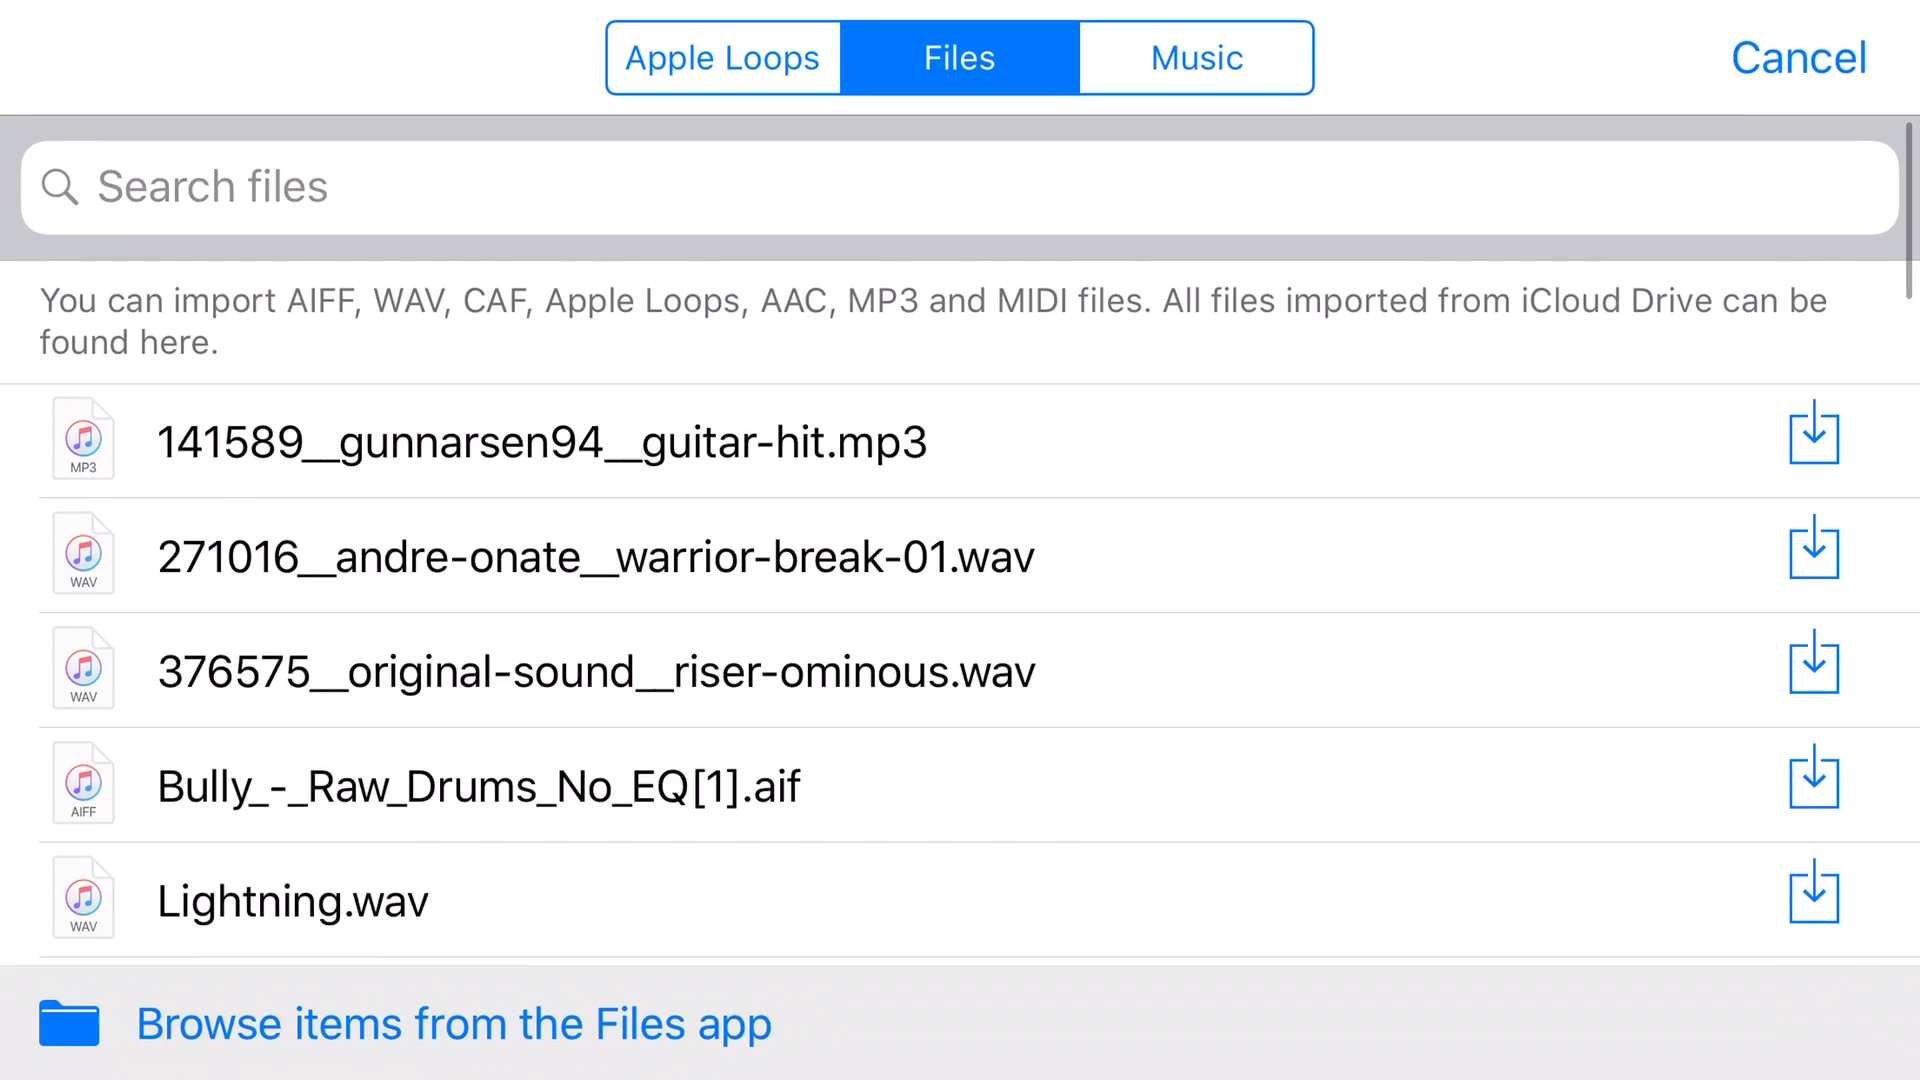 Apple Loops Files Music Cancel
Search files
You can import AIFF, WAV, CAF, Apple Loops, AAC, MP3 and MIDI files. All files imported from iCloud Drive can be
found here.
MP3 141589__gunnarsen94__guitar-hit.mp3
WAV 271016__andre-onate__warrior-break-01.wav
WAV 376575__original-sound__riser-ominous.wav
AIFF Bully_-_Raw_Drums_No_EQ[1].aif
WAV Lightning.wav
Browse items from the Files app